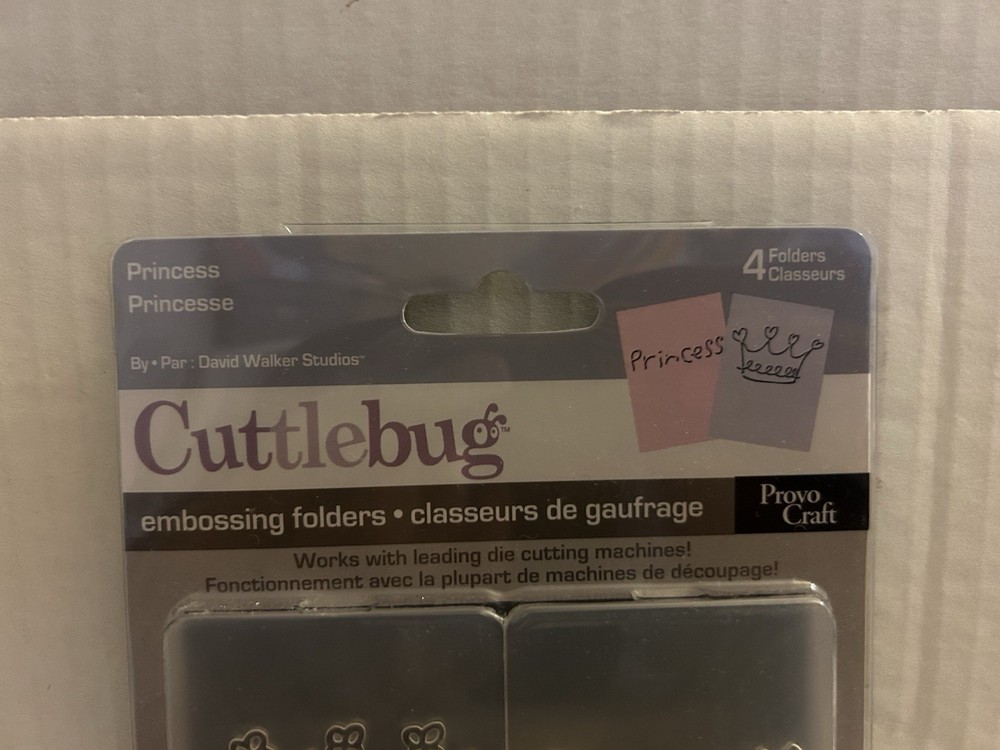 Princess
Princesse
4 Folders
Classeurs
By • Par : David Walker Studios™
Princess
Cuttlebug™
embossing folders • classeurs de gaufrage
Provo
Craft
Works with leading die cutting machines!
Fonctionnement avec la plupart de machines de découpage!